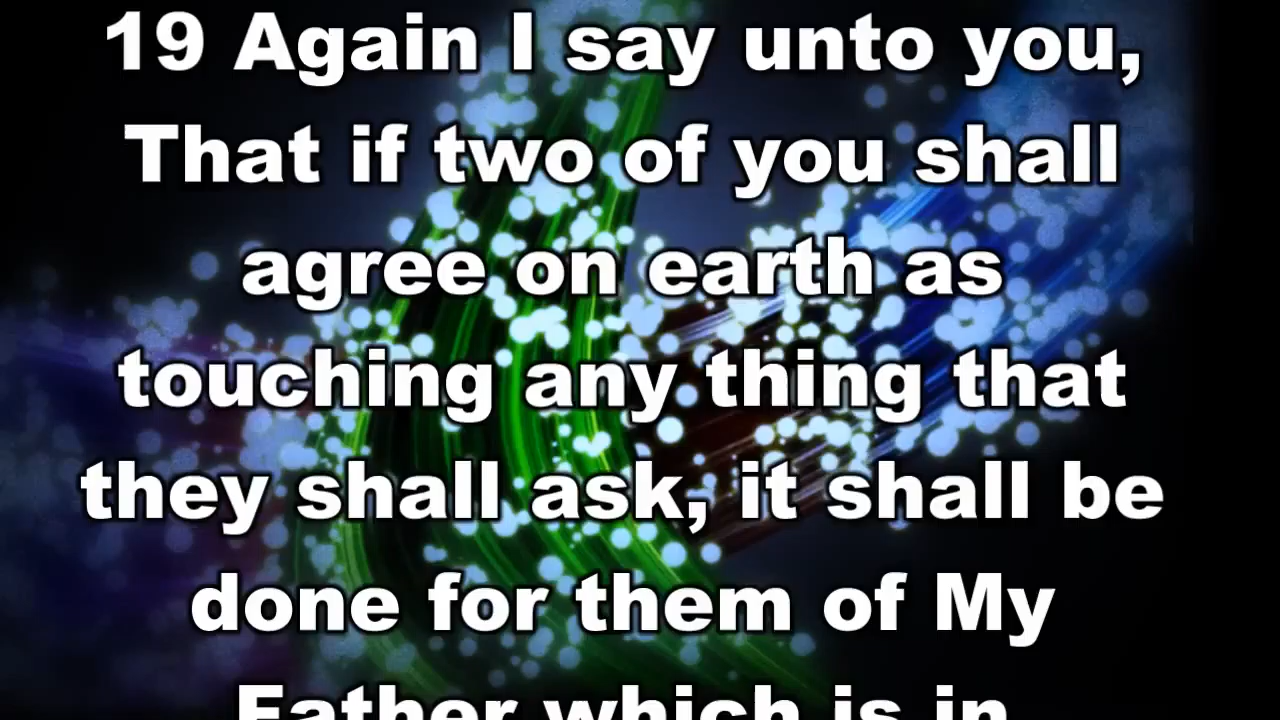 19 Again I say unto you,
That if two of you shall
agree on earth as
touching any thing that
they shall ask, it shall be
done for them of My
Father which is in